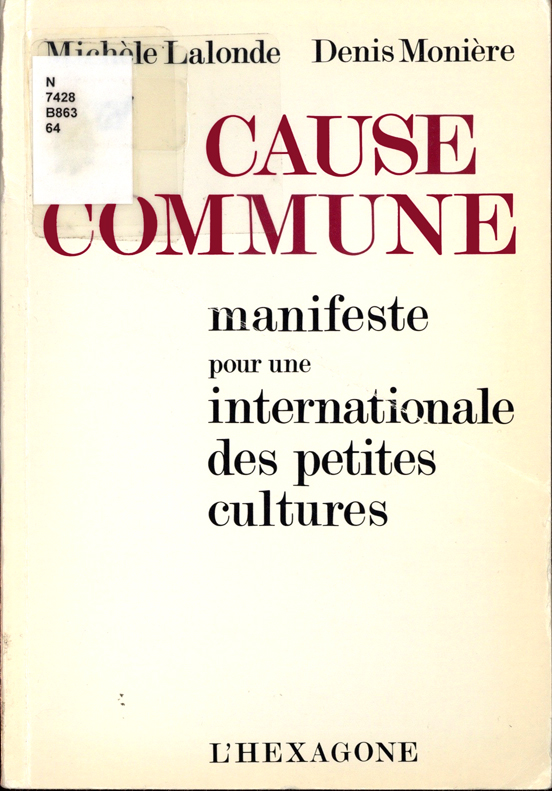 Michèle Lalonde Denis Monière
N
7428
B863
64
CAUSE
COMMUNE
manifeste
pour une
internationale
des petites
cultures
L'HEXAGONE